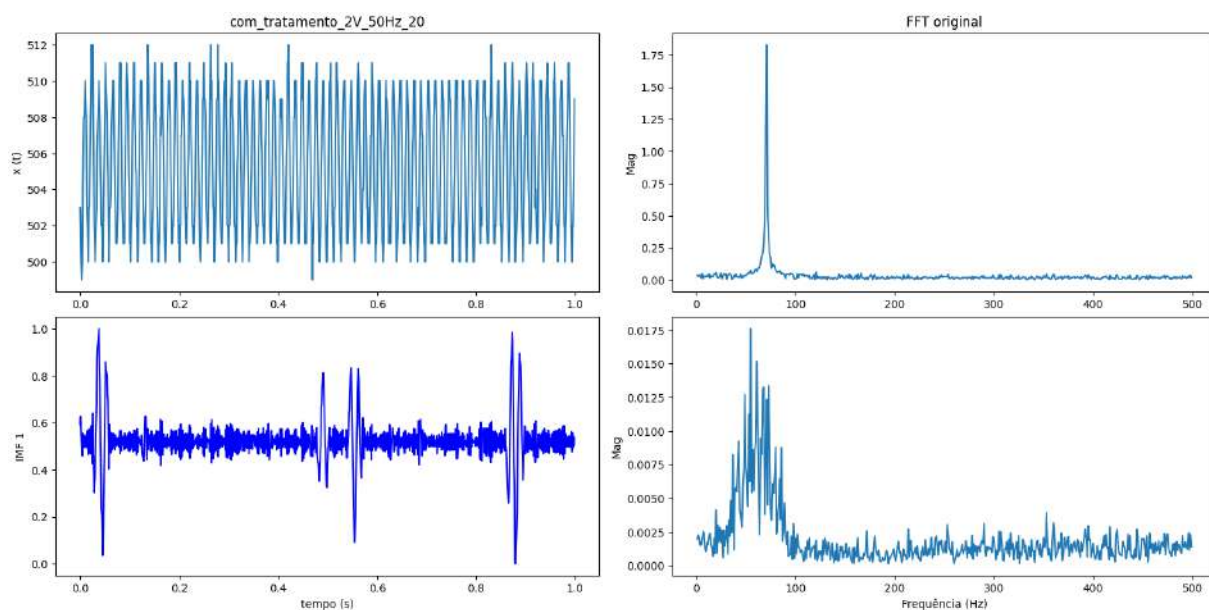 com_tratamento_2V_50Hz_20
512
510
508
506
504
502
500
x (t)
0.0 0.2 0.4 0.6 0.8 1.0
FFT original
1.75
1.50
1.25
1.00
0.75
0.50
0.25
0.00
Mag
0 100 200 300 400 500
1.0
0.8
0.6
0.4
0.2
0.0
IMF 1
0.0 0.2 0.4 0.6 0.8 1.0
tempo (s)
0.0175
0.0150
0.0125
0.0100
0.0075
0.0050
0.0025
0.0000
Mag
0 100 200 300 400 500
Frequência (Hz)